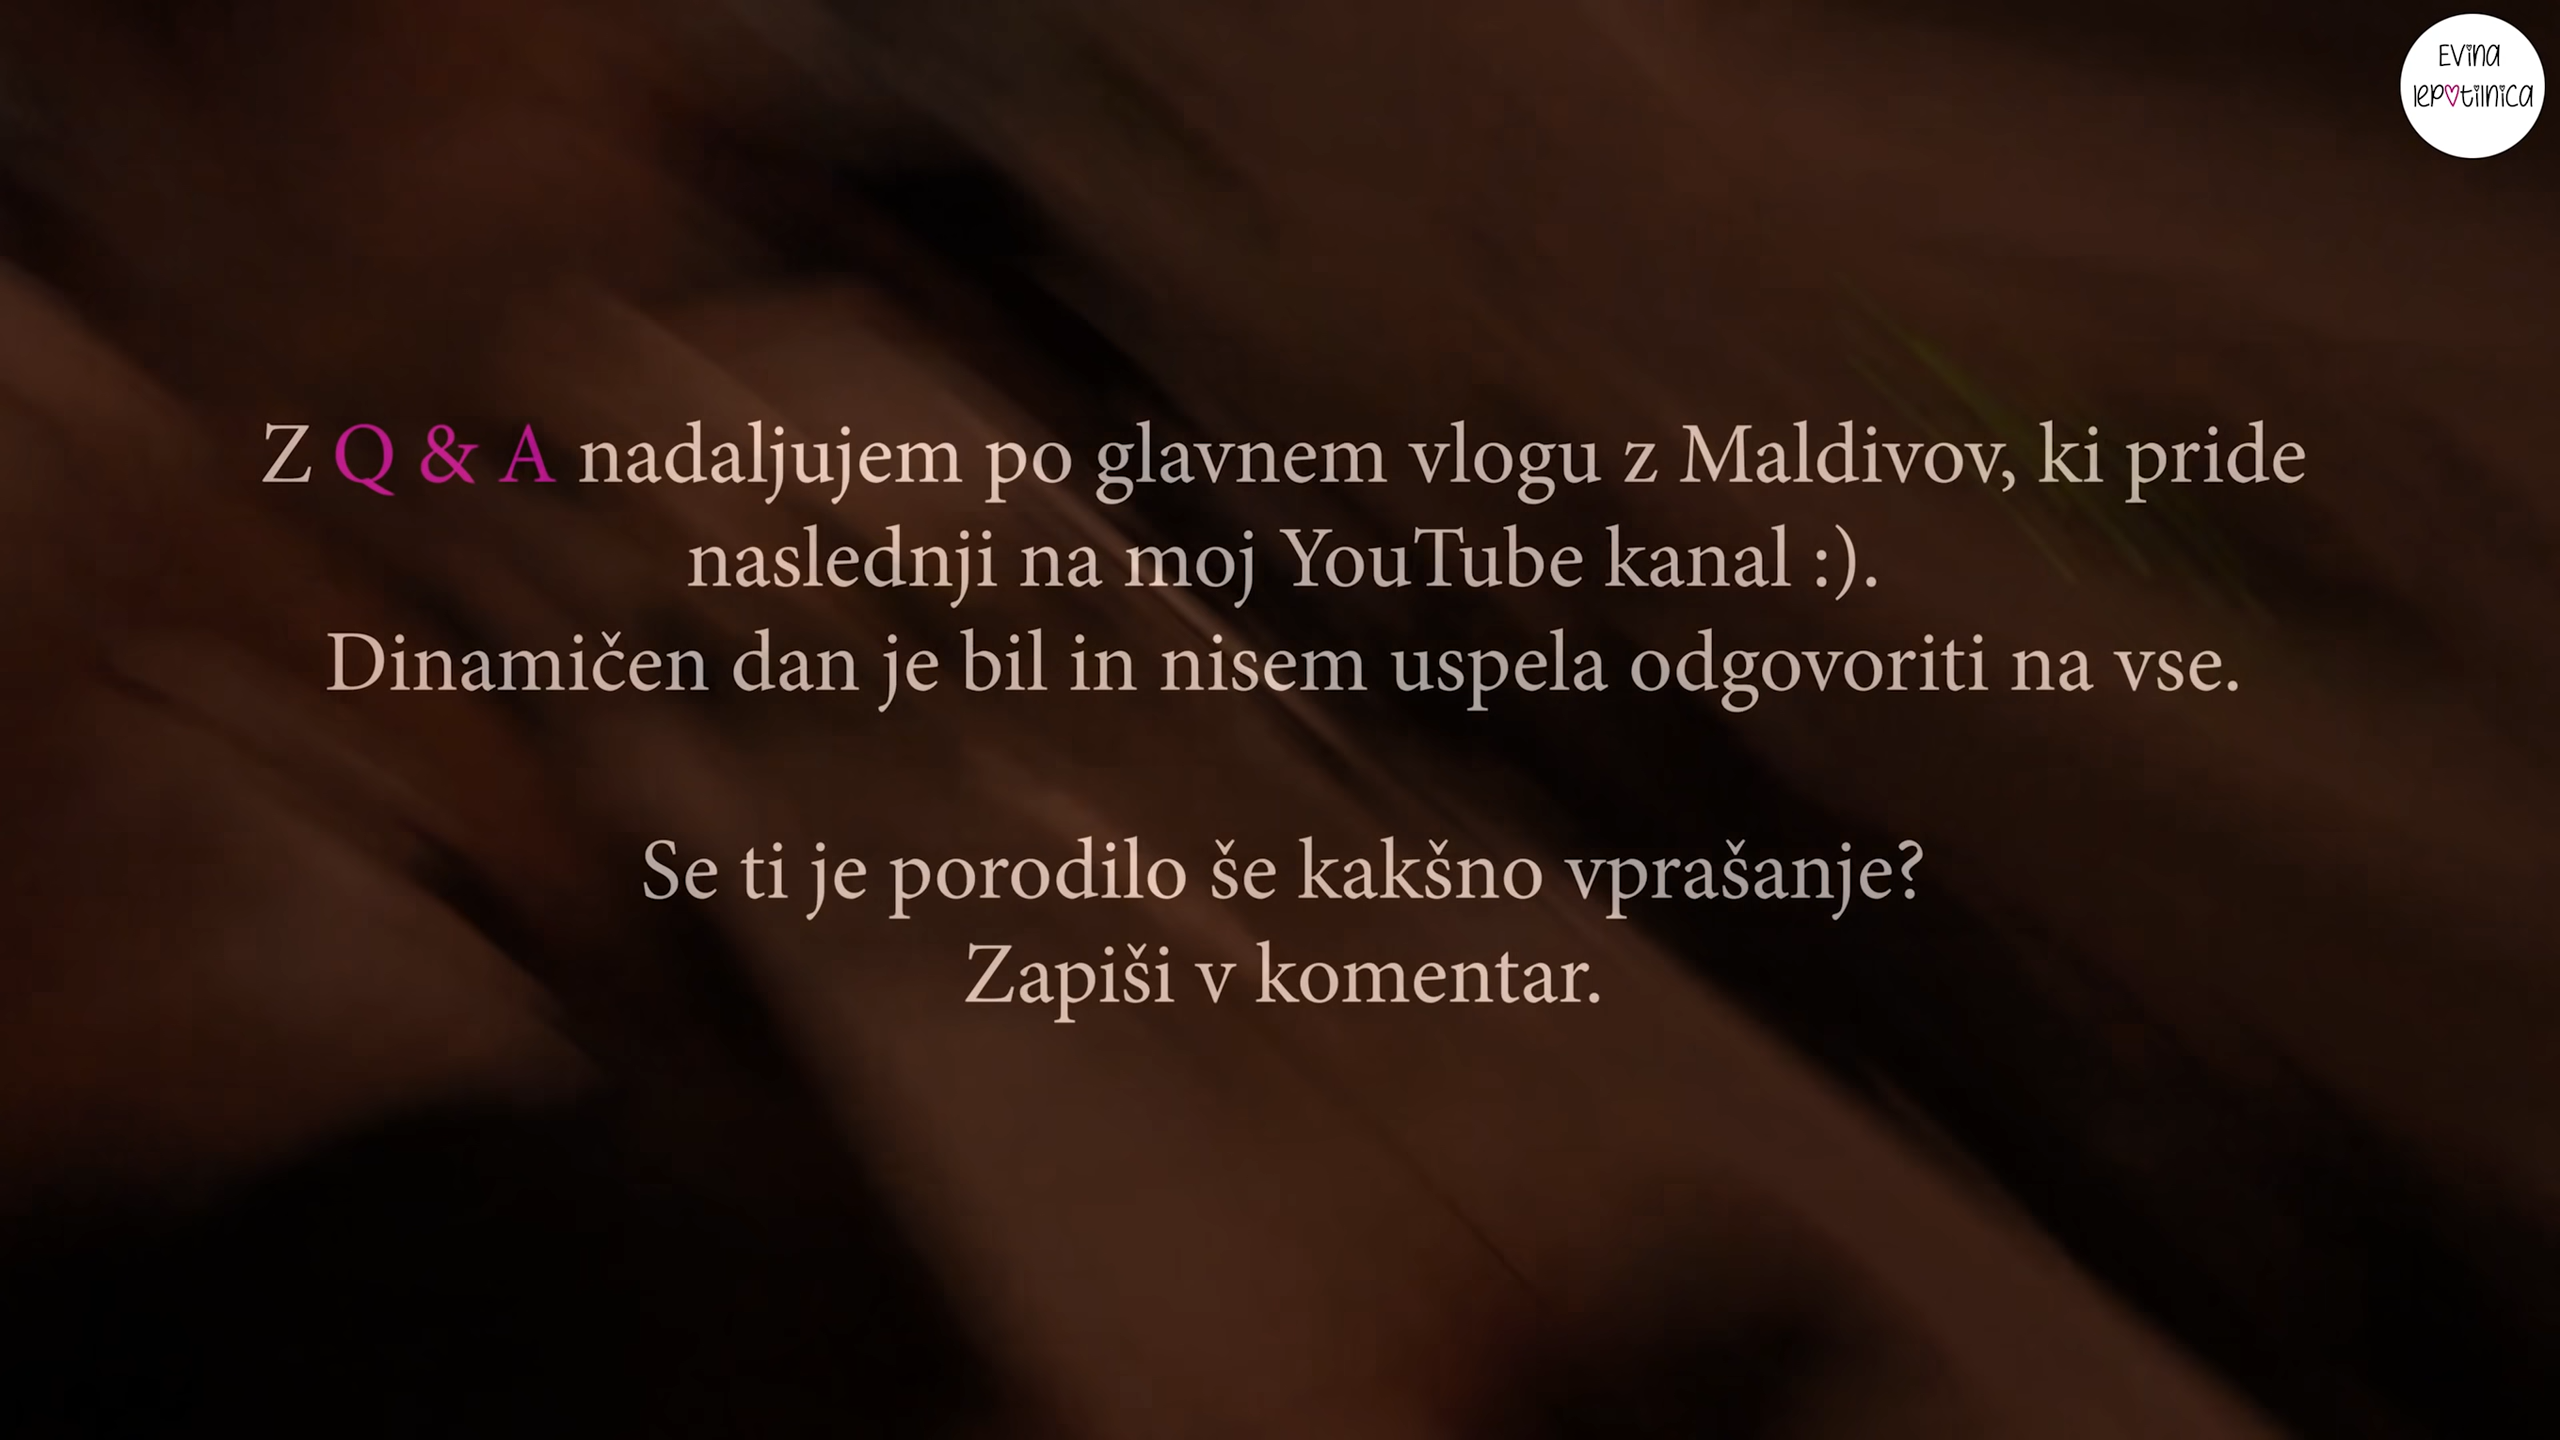 Evina
lepotilnica
Z Q & A nadaljujem po glavnem vlogu z Maldivov, ki pride
naslednji na moj YouTube kanal :).
Dinamičen dan je bil in nisem uspela odgovoriti na vse.
Se ti je porodilo še kakšno vprašanje?
Zapiši v komentar.